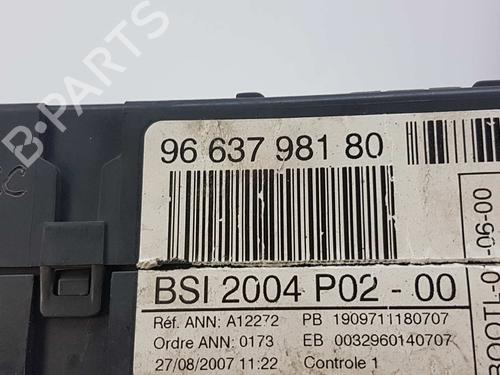 B-PARTS
96 637 981 80
BSI 2004 P02 - 00
Réf. ANN: A12272 PB 1909711180707
Ordre ANN: 0173 EB 0032960140707
27/08/2007 11:22 Controle 1
-06-00